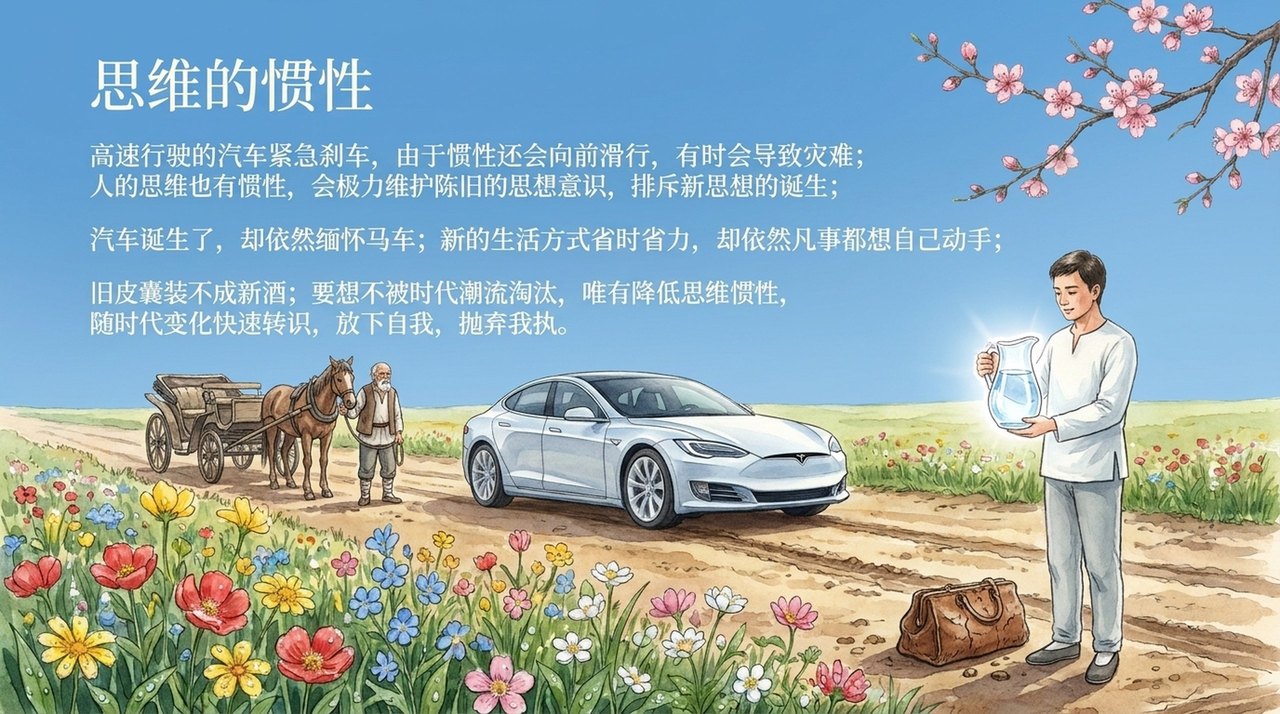 思维的惯性
高速行驶的汽车紧急刹车，由于惯性还会向前滑行，有时会导致灾难；
人的思维也有惯性，会极力维护陈旧的思想意识，排斥新思想的诞生；
汽车诞生了，却依然缅怀马车；新的生活方式省时省力，却依然凡事都想自己动手；
旧皮囊装不成新酒；要想不被时代潮流淘汰，唯有降低思维惯性，
随时代变化快速转识，放下自我，抛弃我执。